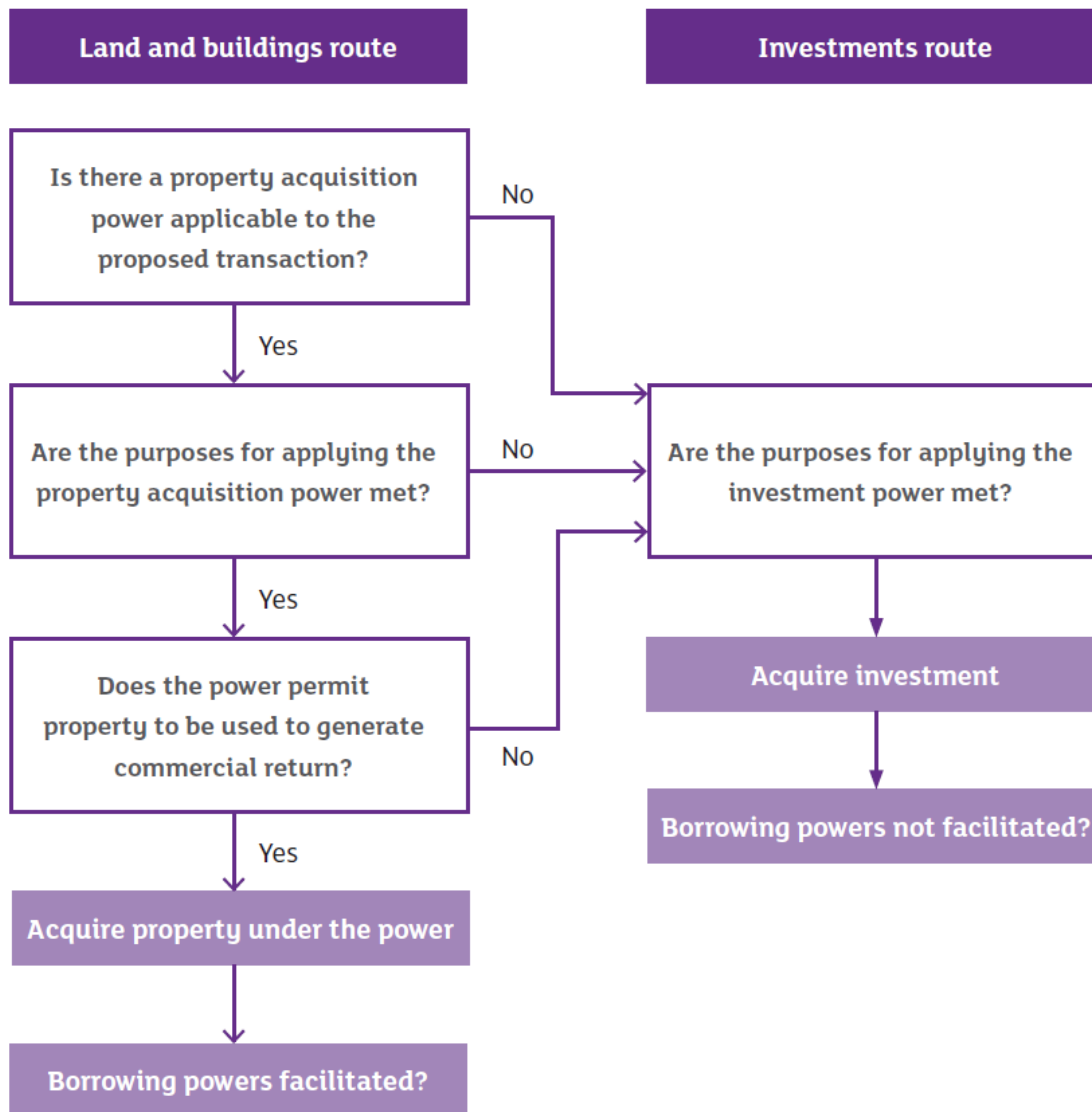 Land and buildings route
Investments route
Is there a property acquisition
power applicable to the
proposed transaction?
No
Yes
Are the purposes for applying the
property acquisition power met?
No
Are the purposes for applying the
investment power met?
Yes
Does the power permit
property to be used to generate
commercial return?
No
Acquire investment
Borrowing powers not facilitated?
Yes
Acquire property under the power
Borrowing powers facilitated?